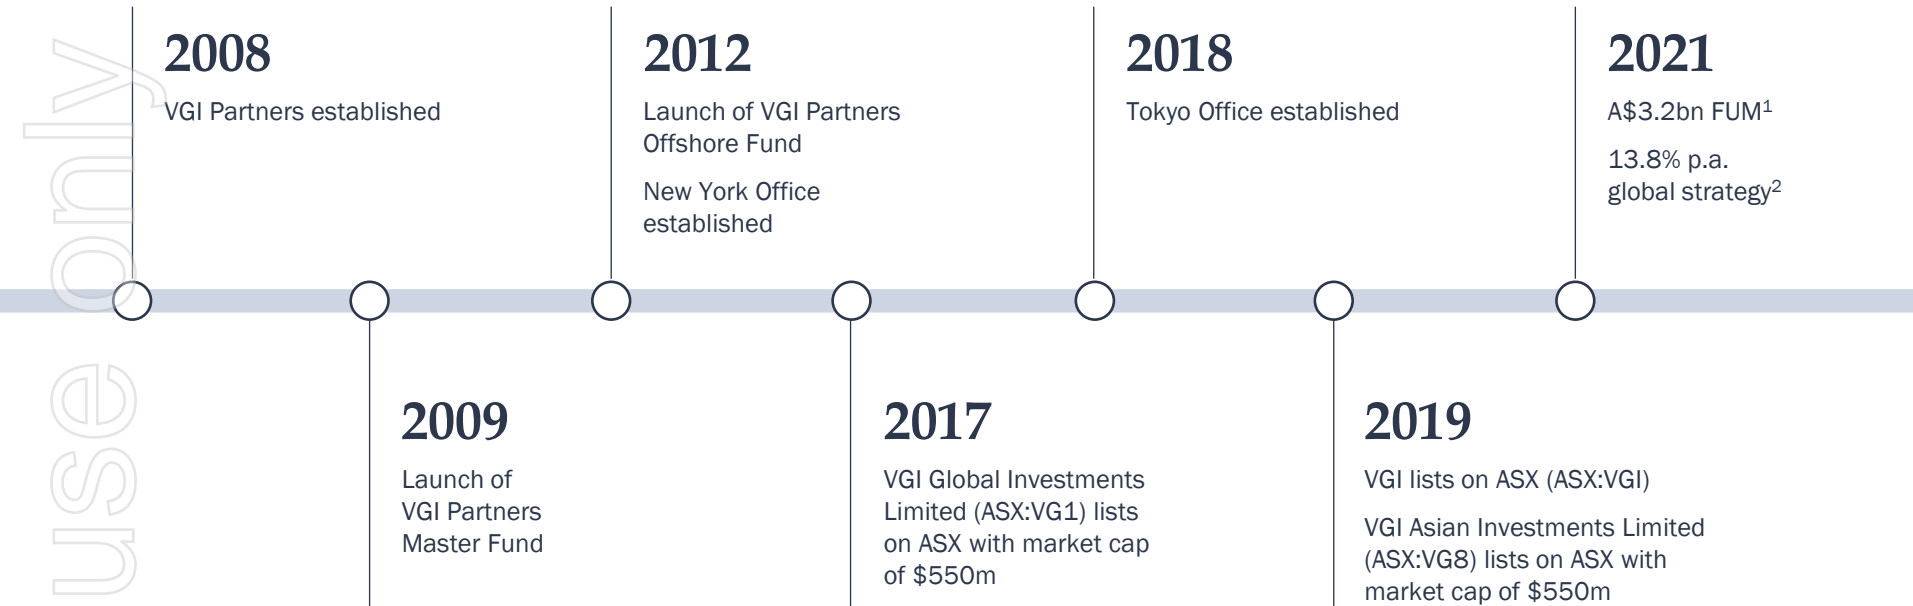 2008
VGI Partners established
2012
Launch of VGI Partners
Offshore Fund
New York Office
established
2018
Tokyo Office established
2021
A$3.2bn FUM¹
13.8% p.a.
global strategy²
2009
Launch of
VGI Partners
Master Fund
2017
VGI Global Investments
Limited (ASX:VG1) lists
on ASX with market cap
of $550m
2019
VGI lists on ASX (ASX:VGI)
VGI Asian Investments Limited
(ASX:VG8) lists on ASX with
market cap of $550m
use only